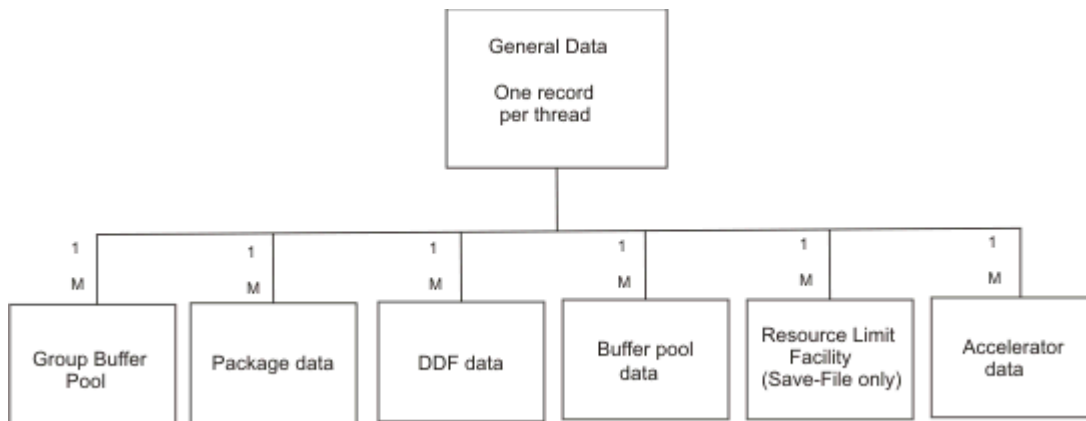 General Data
One record
per thread
1
M
1
M
1
M
1
M
1
M
1
M
Group Buffer
Pool
Package data
DDF data
Buffer pool
data
Resource Limit
Facility
(Save-File only)
Accelerator
data